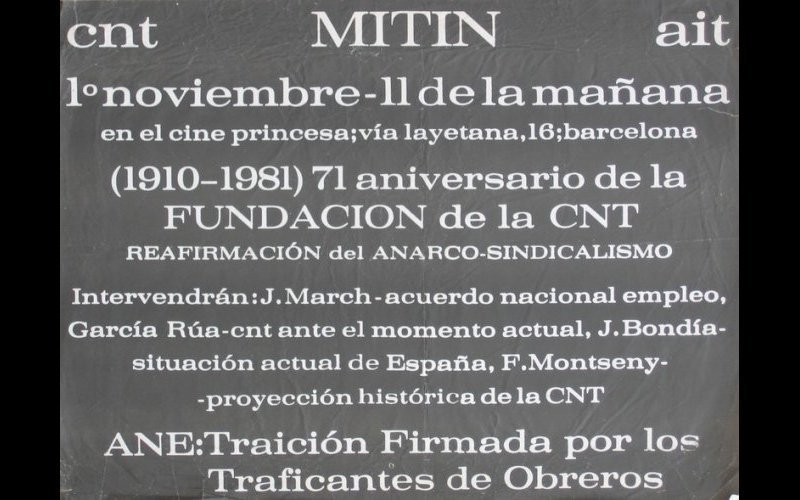 cnt MITIN ait
1º noviembre-11 de la mañana
en el cine princesa;vía layetana,16;barcelona
(1910-1981) 71 aniversario de la
FUNDACION de la CNT
REAFIRMACIÓN del ANARCO-SINDICALISMO
Intervendrán:J.March-acuerdo nacional empleo,
García Rúa-cnt ante el momento actual, J.Bondía-
situación actual de España, F.Montseny-
-proyección histórica de la CNT
ANE:Traición Firmada por los
Traficantes de Obreros